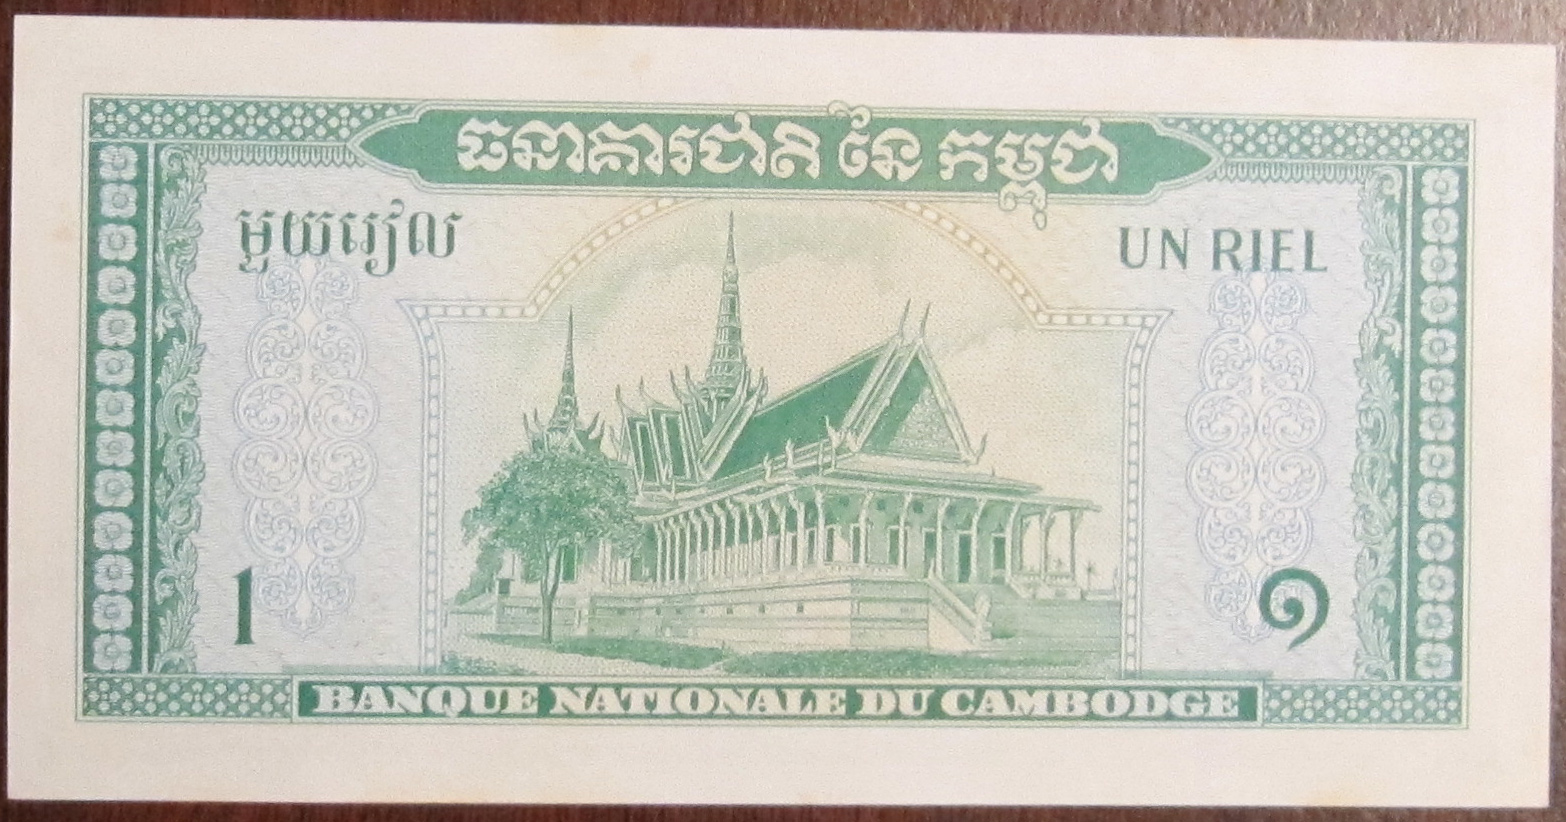 ធនាគារជាតិ នៃ កម្ពុជា
មួយរៀល
UN RIEL
1
១
BANQUE NATIONALE DU CAMBODGE